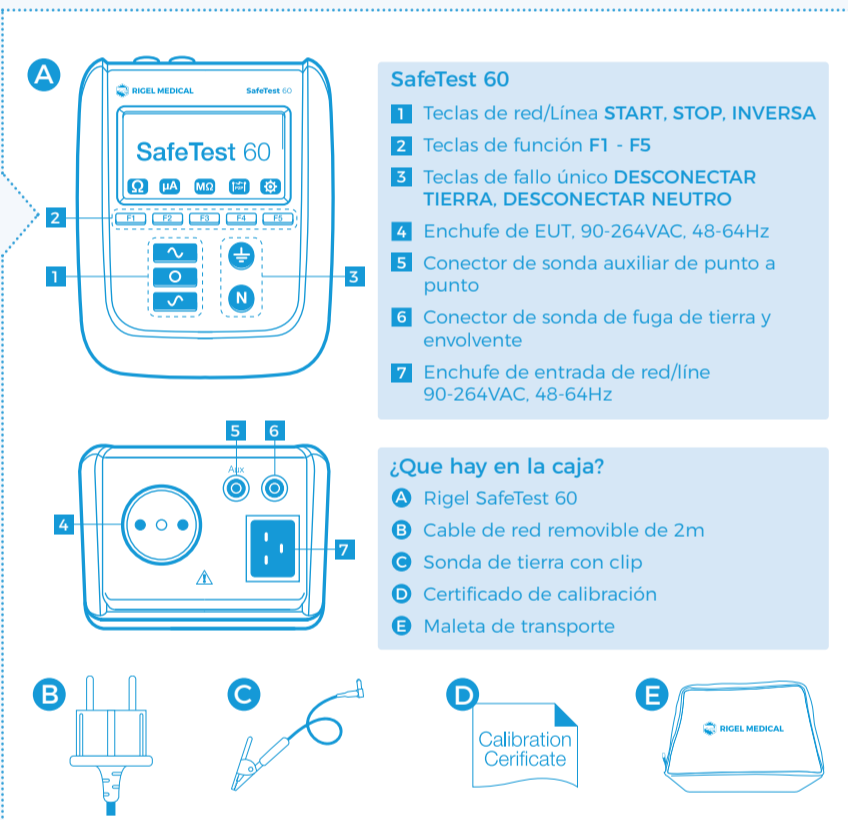 A
RIGEL MEDICAL
SafeTest 60
SafeTest 60
Ω
µA
MΩ
2
F1
F2
F3
F4
F5
1
3
N
SafeTest 60
1 Teclas de red/Línea START, STOP, INVERSA
2 Teclas de función F1 - F5
3 Teclas de fallo único DESCONECTAR
TIERRA, DESCONECTAR NEUTRO
4 Enchufe de EUT, 90-264VAC, 48-64Hz
5 Conector de sonda auxiliar de punto a
punto
6 Conector de sonda de fuga de tierra y
envolvente
7 Enchufe de entrada de red/líne
90-264VAC, 48-64Hz
5
6
Aux
4
7
¿Que hay en la caja?
A Rigel SafeTest 60
B Cable de red removible de 2m
C Sonda de tierra con clip
D Certificado de calibración
E Maleta de transporte
B
C
D
Calibration
Cerificate
E
RIGEL MEDICAL